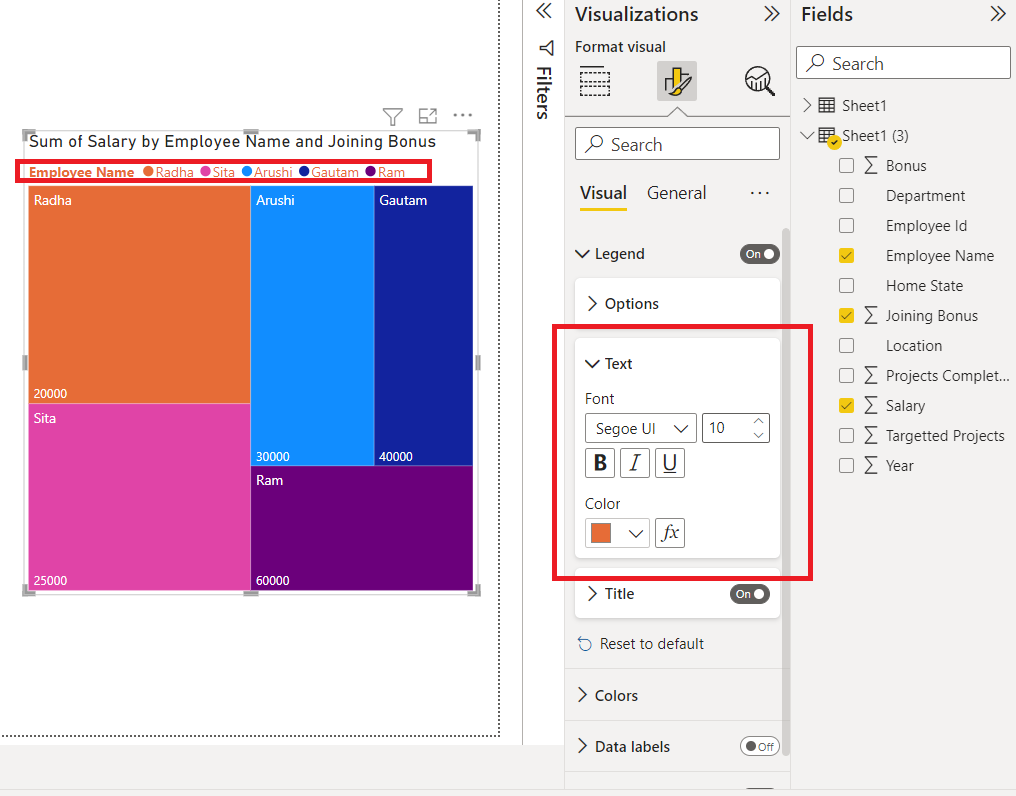 Sum of Salary by Employee Name and Joining Bonus
Employee Name Radha Sita Arushi Gautam Ram
Radha
20000
Sita
25000
Arushi
30000
Gautam
40000
Ram
60000
Filters
Visualizations
Format visual
Search
Visual General
Legend On
Options
Text
Font
Segoe UI 10
B I U
Color
fx
Title On
Reset to default
Colors
Data labels Off
Fields
Search
Sheet1
Sheet1 (3)
∑ Bonus
Department
Employee Id
Employee Name
Home State
∑ Joining Bonus
Location
∑ Projects Complet...
∑ Salary
∑ Targetted Projects
∑ Year